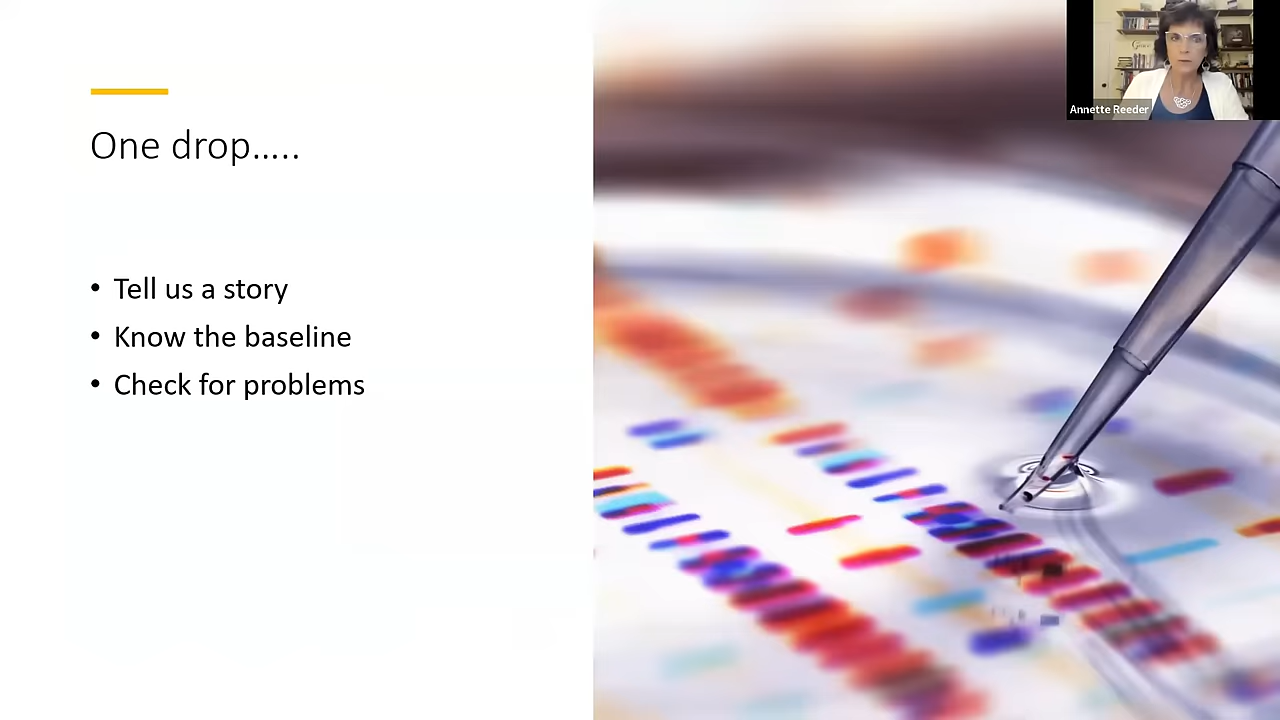 One drop…..
• Tell us a story
• Know the baseline
• Check for problems
Annette Reeder